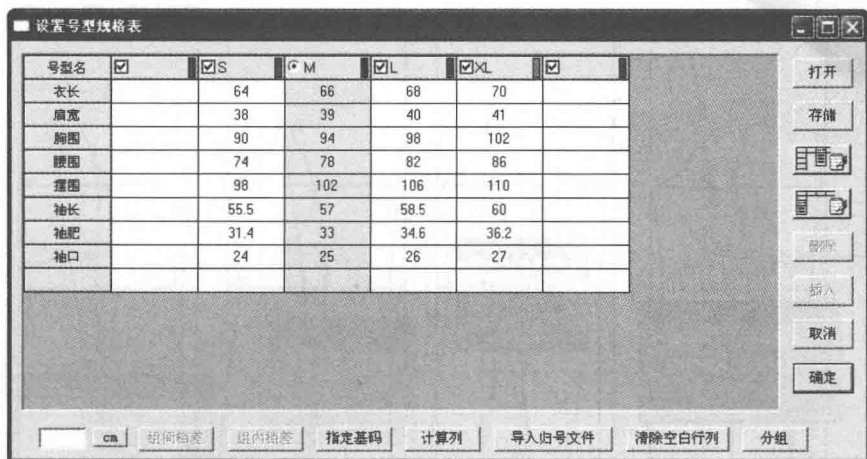 设置号型规格表
号型名 S M L XL
衣长 64 66 68 70
肩宽 38 39 40 41
胸围 90 94 98 102
腰围 74 78 82 86
摆围 98 102 106 110
袖长 55.5 57 58.5 60
袖肥 31.4 33 34.6 36.2
袖口 24 25 26 27
打开
存储
删除
插入
取消
确定
cm 组间档差 组内档差 指定基码 计算列 导入归号文件 清除空白行列 分组